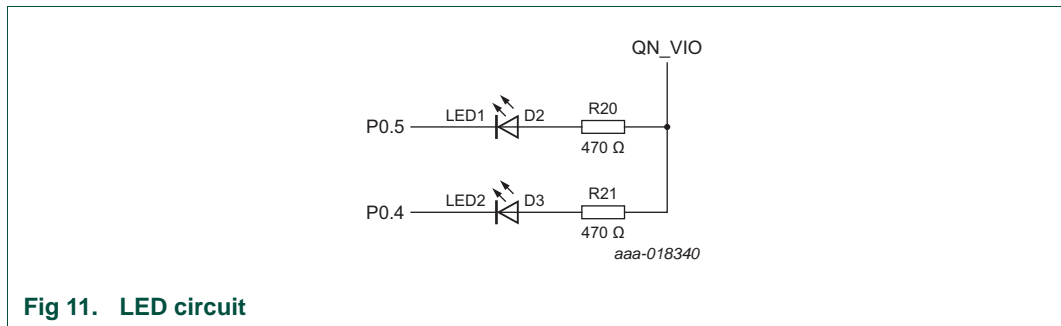 QN_VIO
P0.5 LED1 D2 R20
470 Ω
P0.4 LED2 D3 R21
470 Ω
aaa-018340
Fig 11. LED circuit